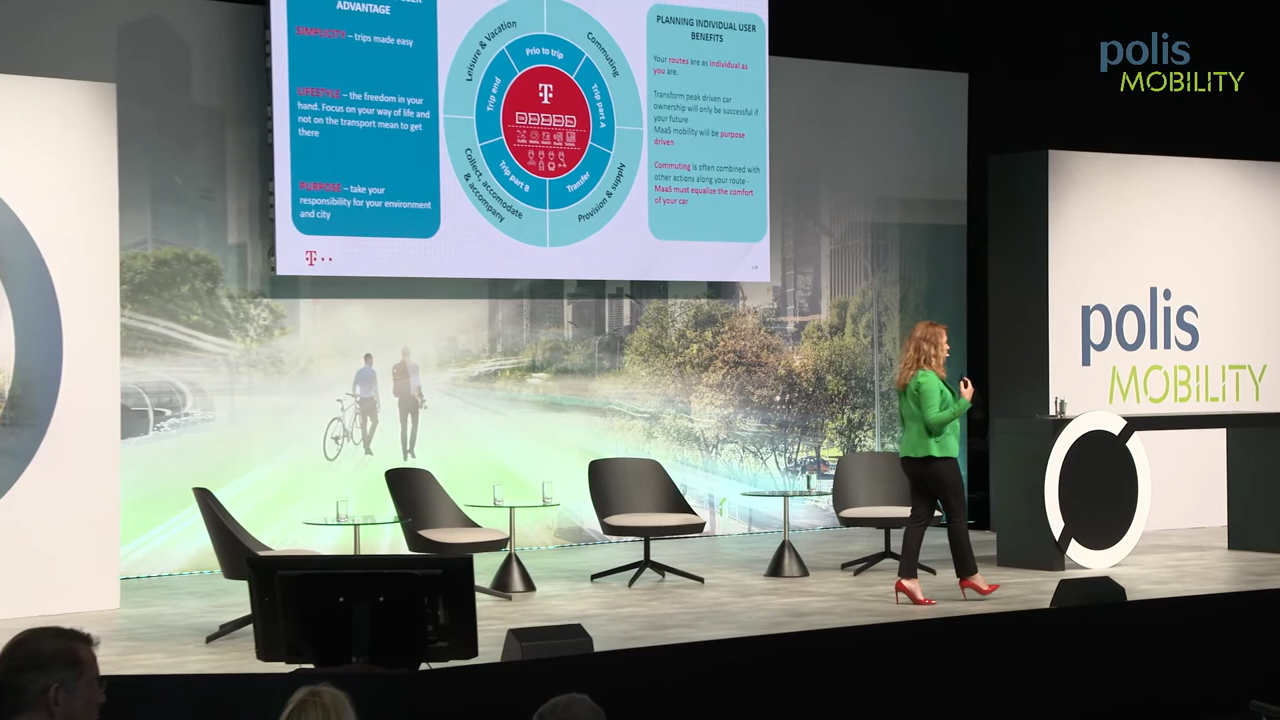 ADVANTAGE
SIMPLICITY – trips made easy
LIFESTYLE – the freedom in your
hand. Focus on your way of life and
not on the transport mean to get
there
PURPOSE – take your
responsibility for your environment
and city
Leisure & Vacation
Commuting
Provision & supply
Collect, accomodate
& accompany
Prio to trip
Trip part A
Transfer
Trip part B
Trip end
T
PLANNING INDIVIDUAL USER
BENEFITS
Your routes are as individual as
you are.
Transform peak driven car
ownership will only be successful if
your future
MaaS mobility will be purpose
driven
Commuting is often combined with
other actions along your route -
MaaS must equalize the comfort
of your car
T
polis
MOBILITY
polis
MOBILITY